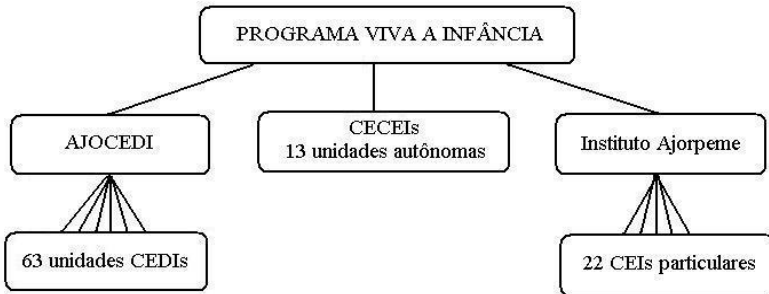 PROGRAMA VIVA A INFÂNCIA
AJOCEDI
CECEIs
13 unidades autônomas
Instituto Ajorpeme
63 unidades CEDIs
22 CEIs particulares